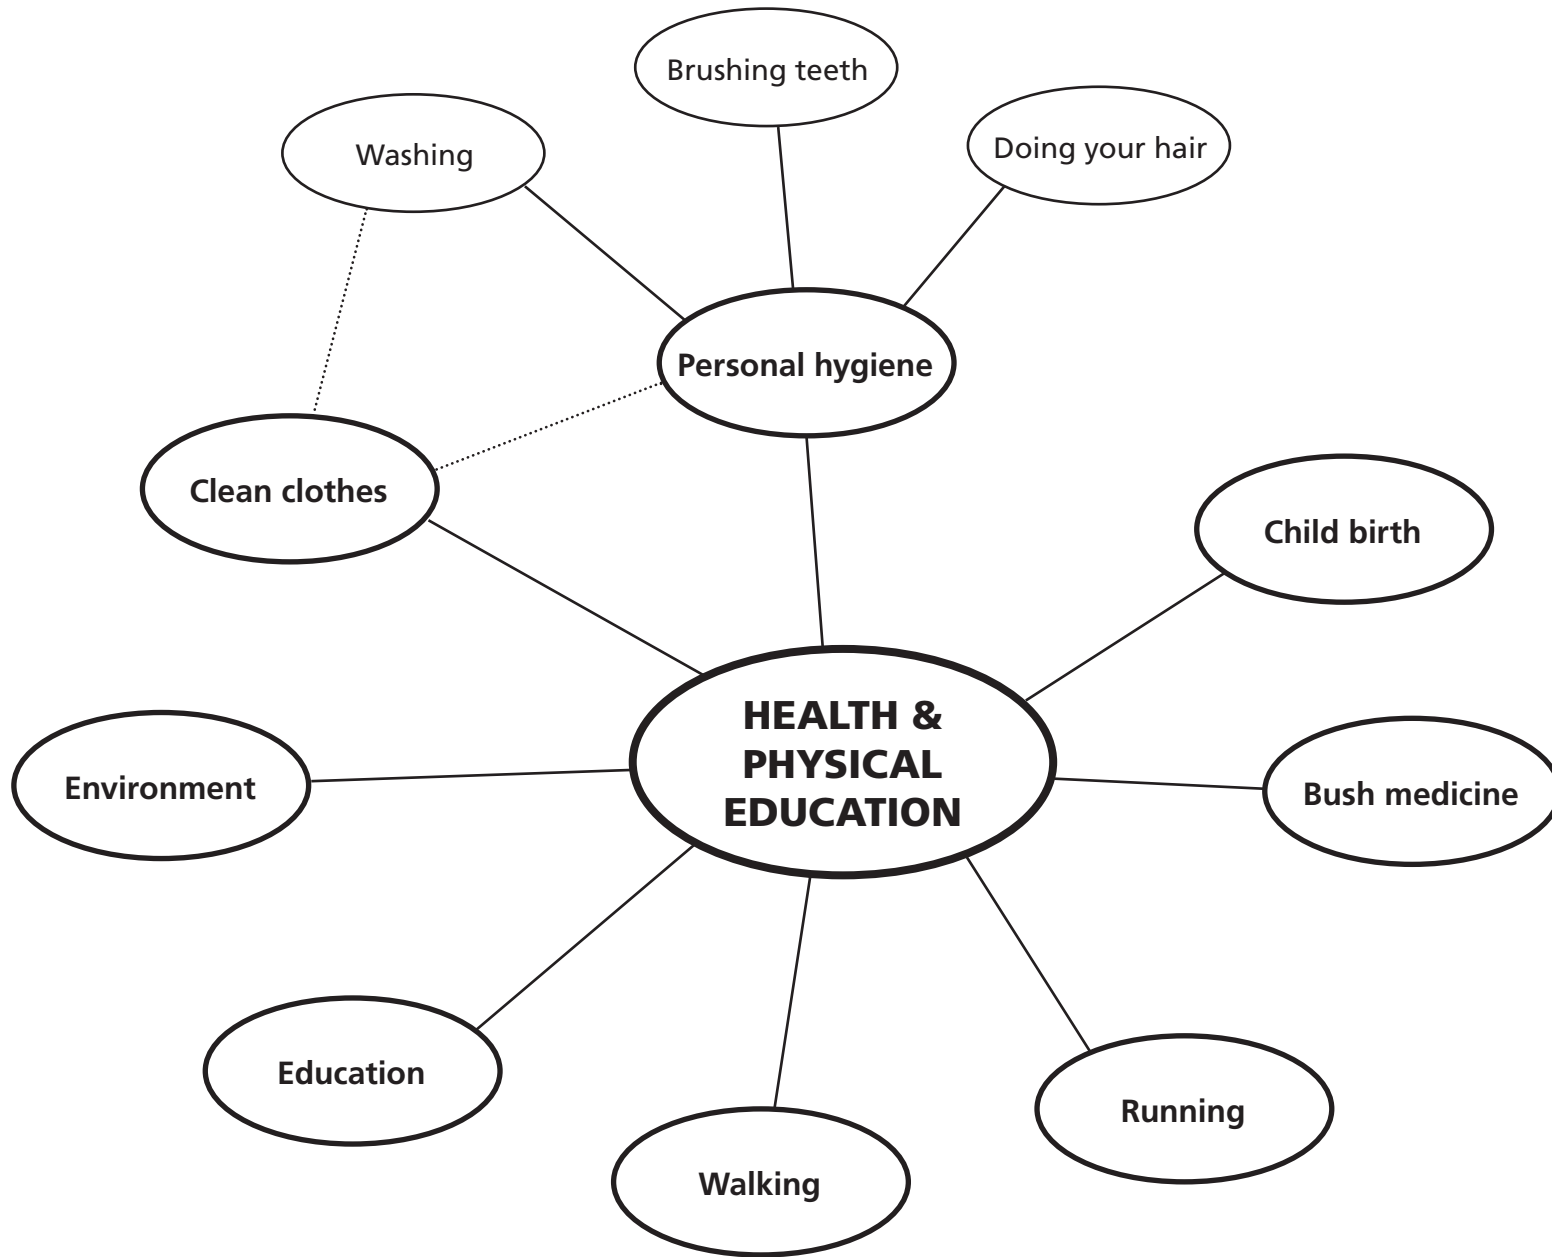 Brushing teeth
Washing
Doing your hair
Personal hygiene
Clean clothes
Child birth
HEALTH &
PHYSICAL
EDUCATION
Environment
Bush medicine
Education
Running
Walking